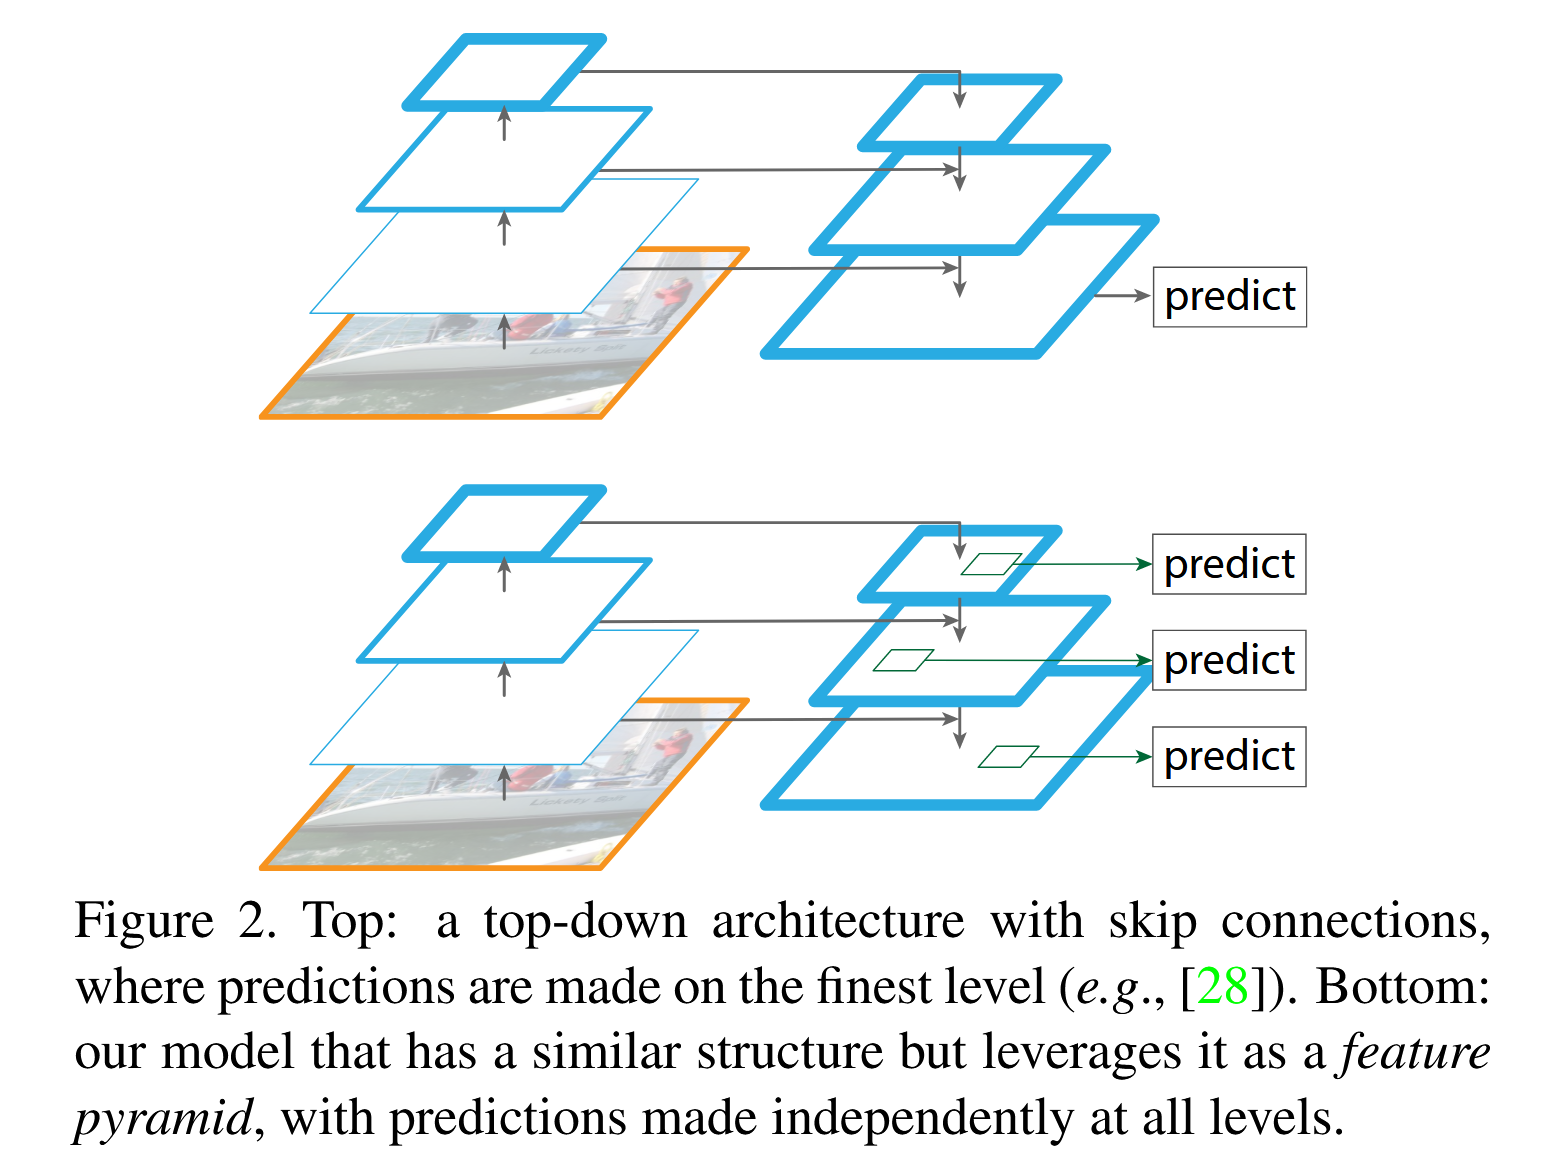 predict
predict
predict
predict
Figure 2. Top: a top-down architecture with skip connections,
where predictions are made on the finest level (e.g., [28]). Bottom:
our model that has a similar structure but leverages it as a feature
pyramid, with predictions made independently at all levels.